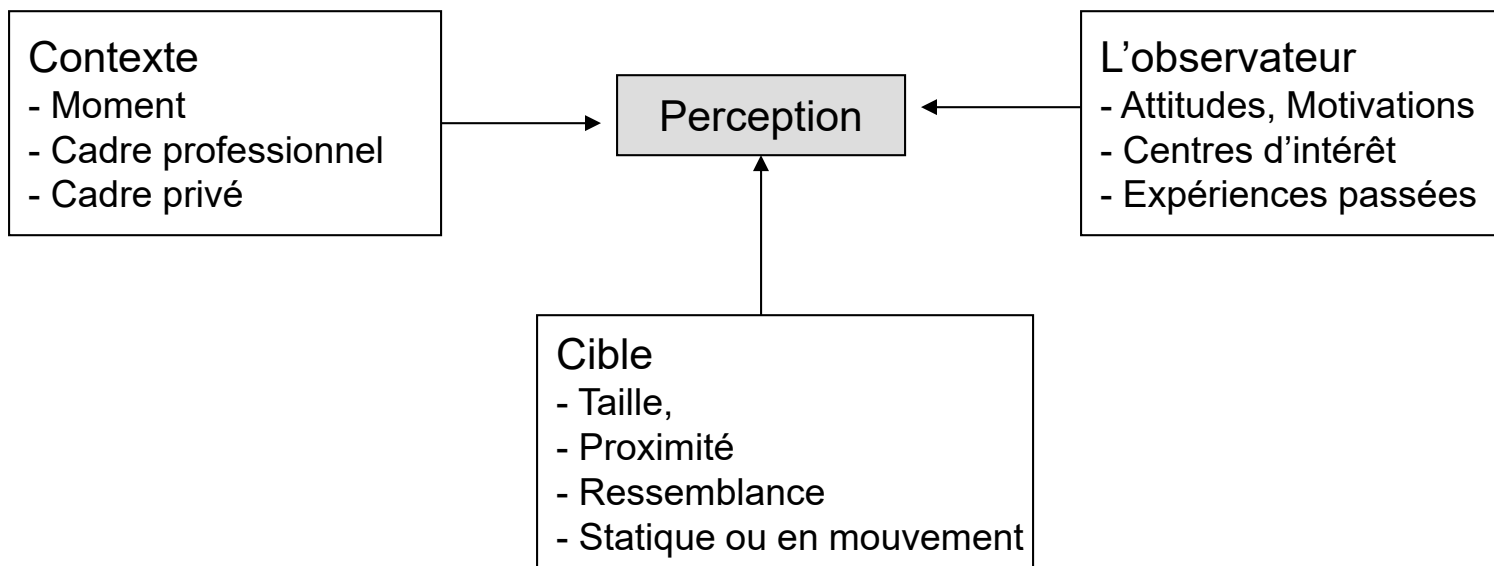 Contexte
- Moment
- Cadre professionnel
- Cadre privé
Perception
L’observateur
- Attitudes, Motivations
- Centres d’intérêt
- Expériences passées
Cible
- Taille,
- Proximité
- Ressemblance
- Statique ou en mouvement